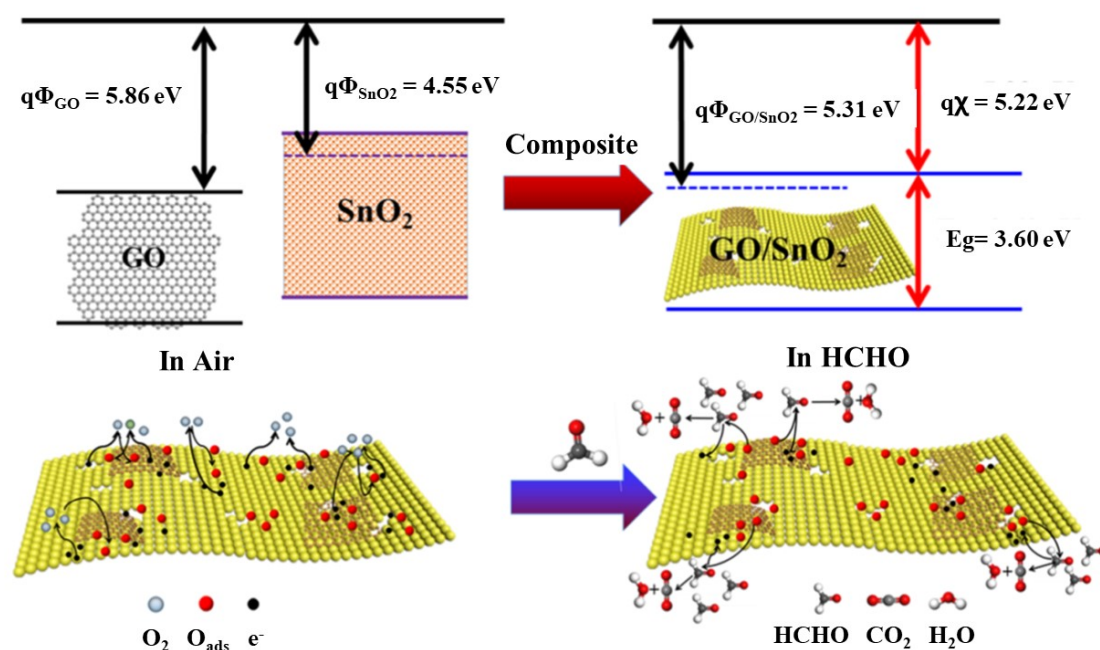 qΦGO = 5.86 eV
qΦSnO2 = 4.55 eV
Composite
qΦGO/SnO2 = 5.31 eV
qχ = 5.22 eV
GO
SnO₂
GO/SnO₂
Eg= 3.60 eV
In Air
In HCHO
+
+
+
+
O₂ Oads e⁻
HCHO CO₂ H₂O